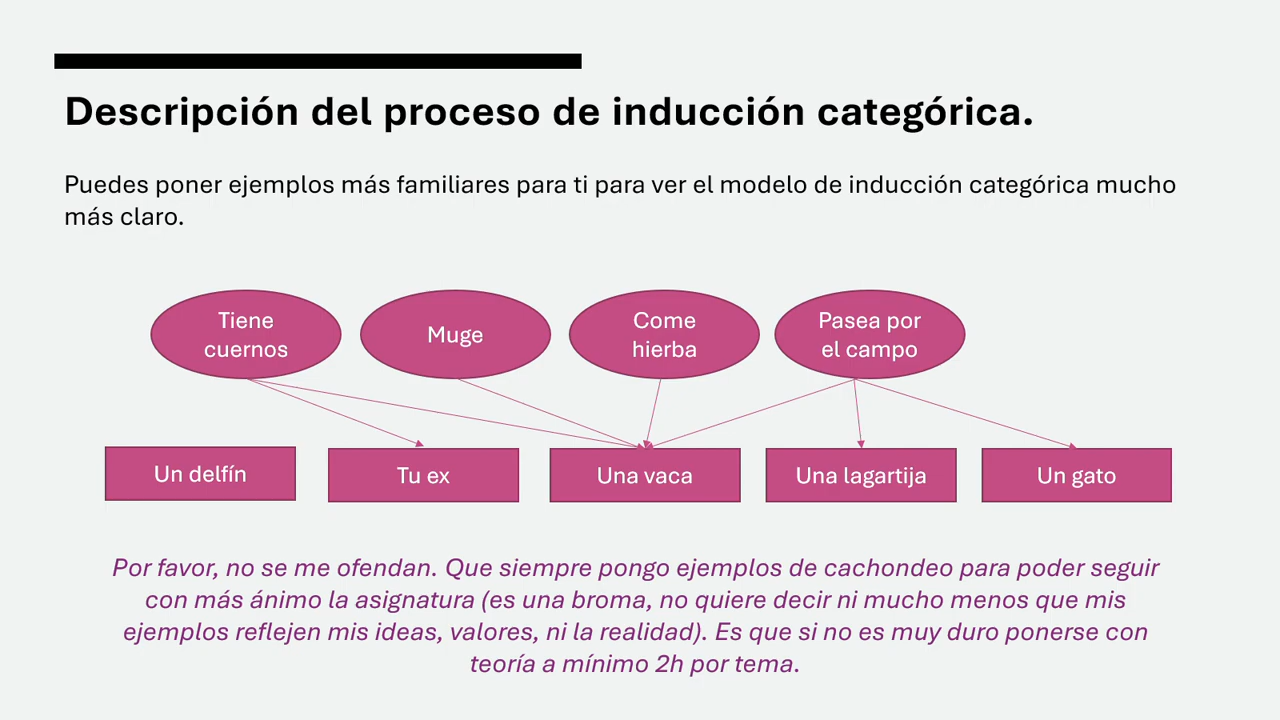 Descripción del proceso de inducción categórica.
Puedes poner ejemplos más familiares para ti para ver el modelo de inducción categórica mucho
más claro.
Tiene
cuernos
Muge
Come
hierba
Pasea por
el campo
Un delfín
Tu ex
Una vaca
Una lagartija
Un gato
Por favor, no se me ofendan. Que siempre pongo ejemplos de cachondeo para poder seguir
con más ánimo la asignatura (es una broma, no quiere decir ni mucho menos que mis
ejemplos reflejen mis ideas, valores, ni la realidad). Es que si no es muy duro ponerse con
teoría a mínimo 2h por tema.